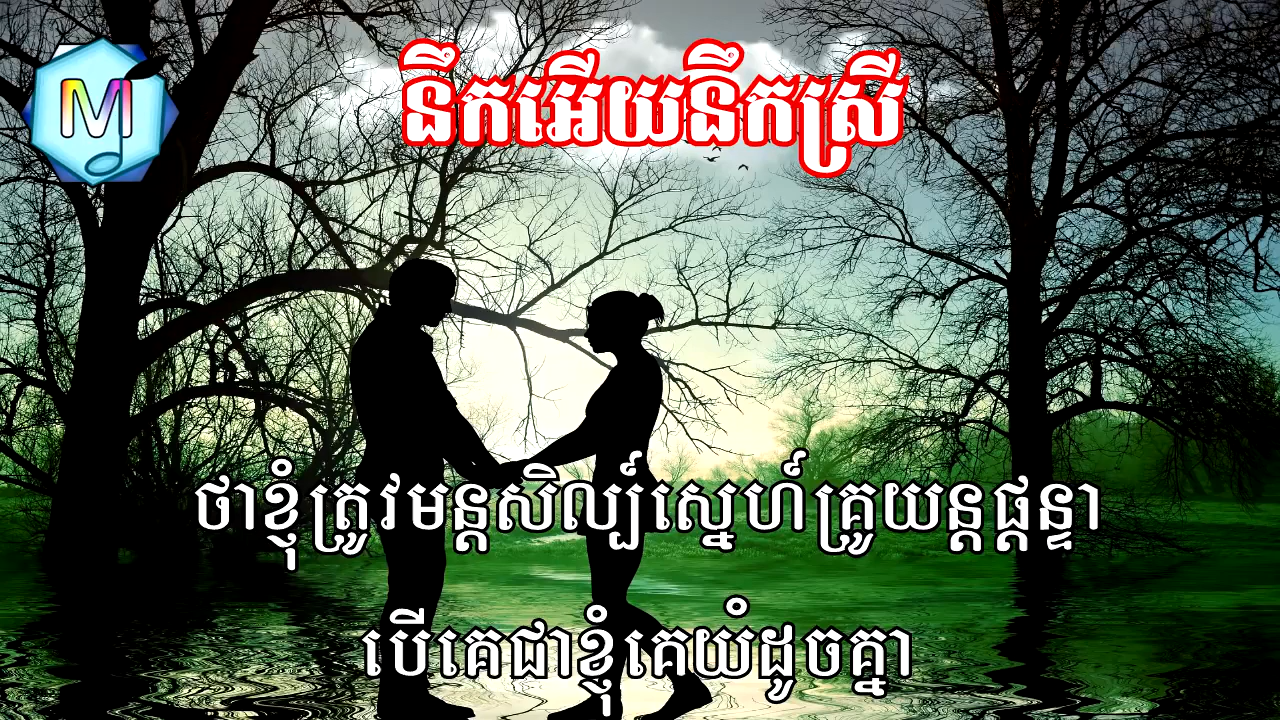 នឹកអើយនឹកស្រី
ថាខ្ញុំត្រូវមន្តសិល្ប៍ស្នេហ៍គ្រូយន្តផ្តន្ទា
បើគេជាខ្ញុំគេយំដូចគ្នា